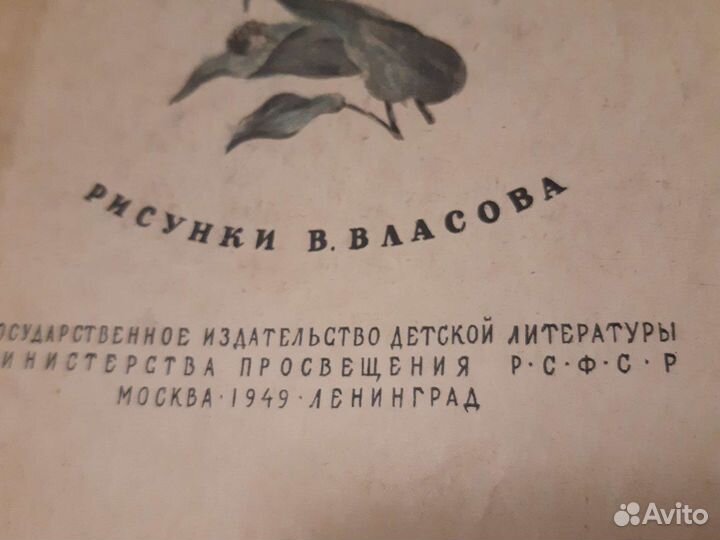 РИСУНКИ В. ВЛАСОВА
ОСУДАРСТВЕННОЕ ИЗДАТЕЛЬСТВО ДЕТСКОЙ ЛИТЕРАТУРЫ
ИНИСТЕРСТВА ПРОСВЕЩЕНИЯ Р·С·Ф·С·Р
МОСКВА·1949·ЛЕНИНГРАД
Avito